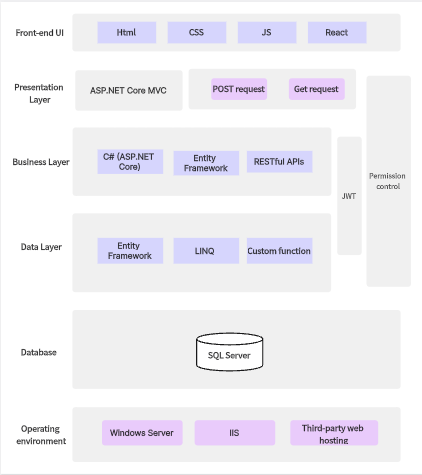 Front-end UI
Html
CSS
JS
React
Presentation
Layer
ASP.NET Core MVC
POST request
Get request
Business Layer
C# (ASP.NET
Core)
Entity
Framework
RESTful APIs
JWT
Permission
control
Data Layer
Entity
Framework
LINQ
Custom function
Database
SQL Server
Operating
environment
Windows Server
IIS
Third-party web
hosting